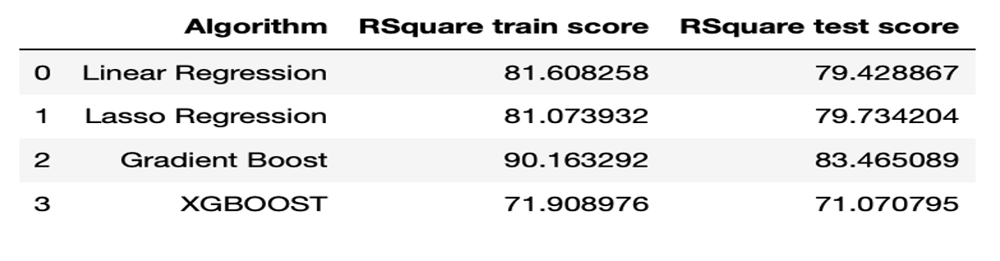 Algorithm RSquare train score RSquare test score
0 Linear Regression 81.608258 79.428867
1 Lasso Regression 81.073932 79.734204
2 Gradient Boost 90.163292 83.465089
3 XGBOOST 71.908976 71.070795